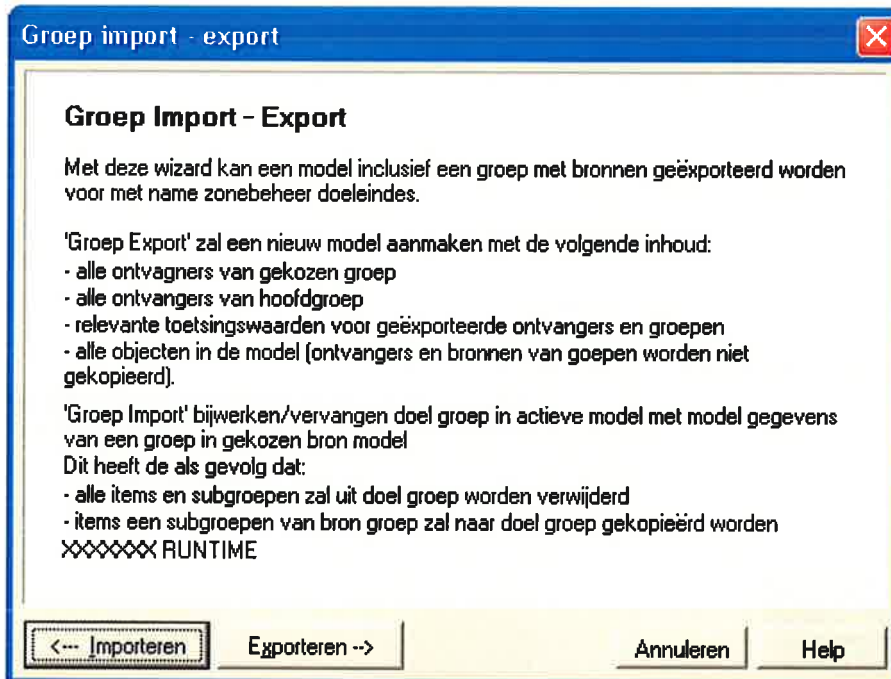 Groep import - export
Groep Import - Export
Met deze wizard kan een model inclusief een groep met bronnen geëxporteerd worden
voor met name zonebeheer doeleindes.
'Groep Export' zal een nieuw model aanmaken met de volgende inhoud:
- alle ontvagners van gekozen groep
- alle ontvangers van hoofdgroep
- relevante toetsingswaarden voor geëxporteerde ontvangers en groepen
- alle objecten in de model (ontvangers en bronnen van goepen worden niet
gekopieerd).
'Groep Import' bijwerken/vervangen doel groep in actieve model met model gegevens
van een groep in gekozen bron model
Dit heeft de als gevolg dat:
- alle items en subgroepen zal uit doel groep worden verwijderd
- items een subgroepen van bron groep zal naar doel groep gekopieërd worden
XXXXXXX RUNTIME
<--- Importeren
Exporteren -->
Annuleren
Help